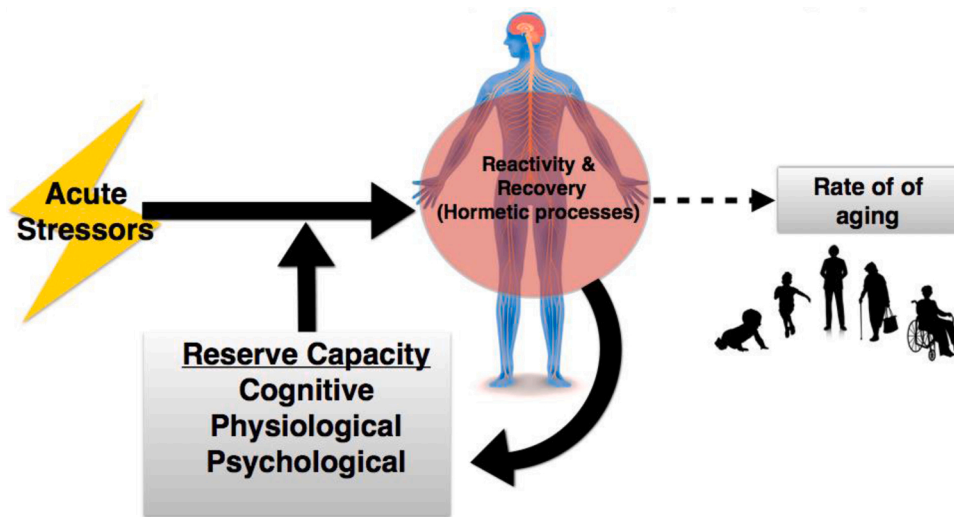 Acute
Stressors
Reactivity &
Recovery
(Hormetic processes)
Rate of of
aging
Reserve Capacity
Cognitive
Physiological
Psychological